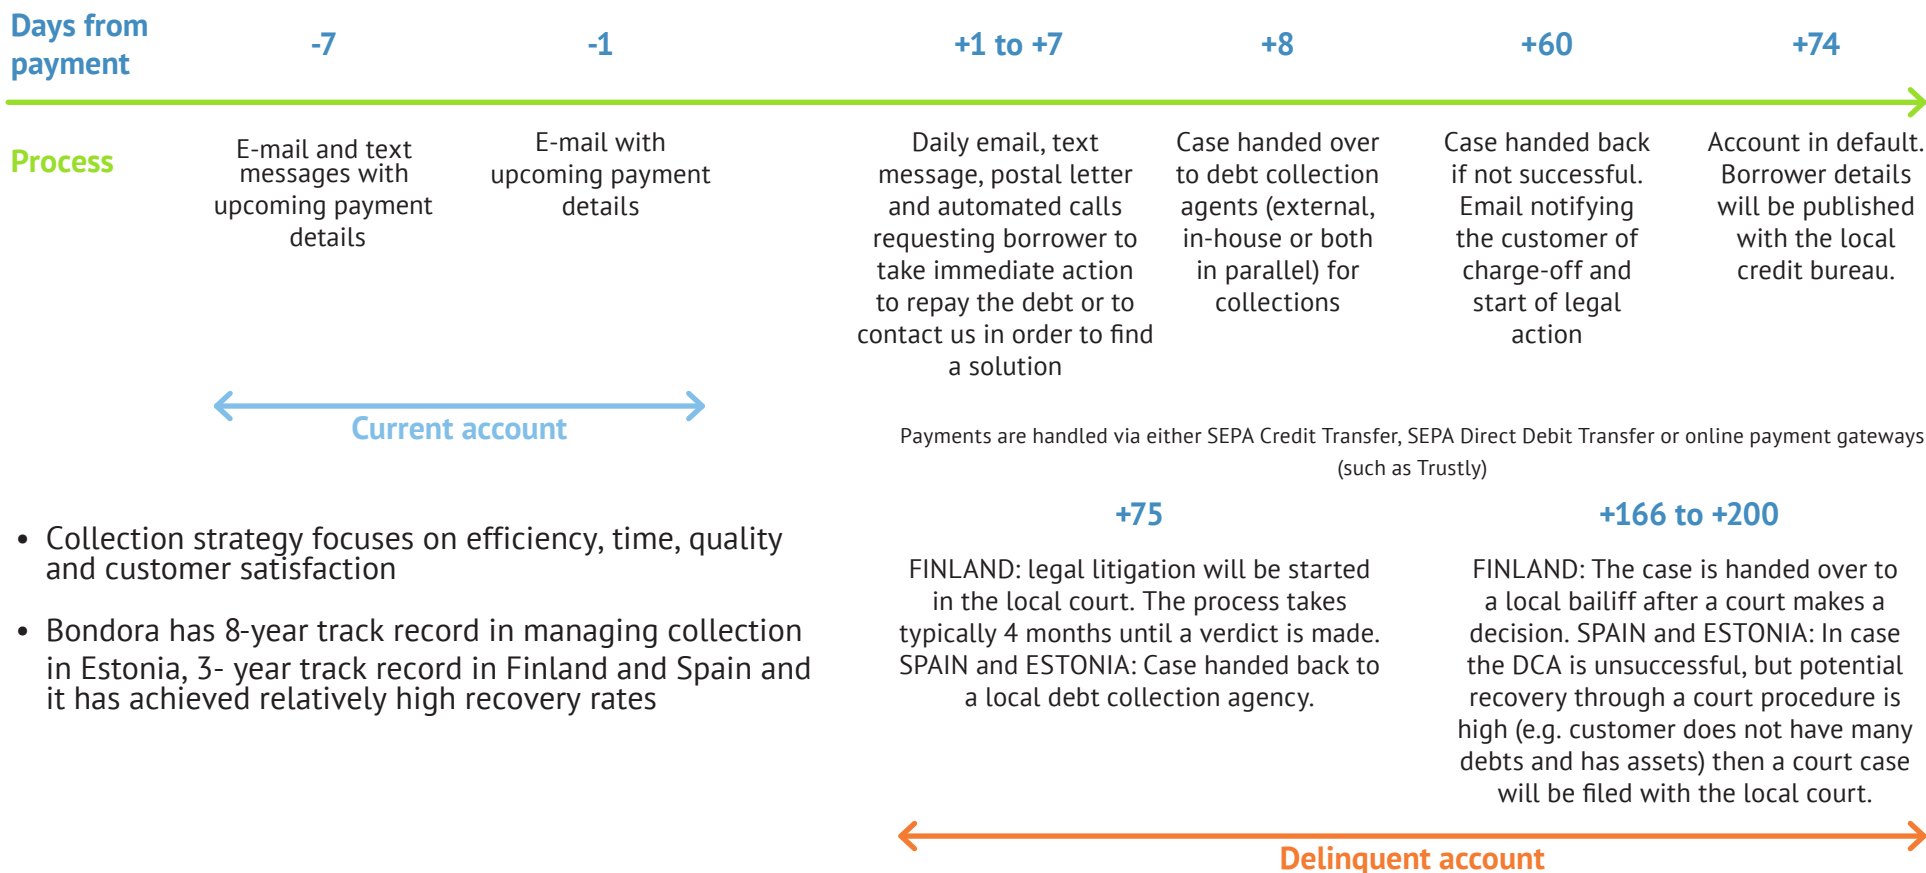 Days from
payment
-7
-1
+1 to +7
+8
+60
+74
Process
E-mail and text
messages with
upcoming payment
details
E-mail with
upcoming payment
details
Daily email, text
message, postal letter
and automated calls
requesting borrower to
take immediate action
to repay the debt or to
contact us in order to find
a solution
Case handed over
to debt collection
agents (external,
in-house or both
in parallel) for
collections
Case handed back
if not successful.
Email notifying
the customer of
charge-off and
start of legal
action
Account in default.
Borrower details
will be published
with the local
credit bureau.
Current account
Payments are handled via either SEPA Credit Transfer, SEPA Direct Debit Transfer or online payment gateways
(such as Trustly)
• Collection strategy focuses on efficiency, time, quality
and customer satisfaction
• Bondora has 8-year track record in managing collection
in Estonia, 3- year track record in Finland and Spain and
it has achieved relatively high recovery rates
+75
FINLAND: legal litigation will be started
in the local court. The process takes
typically 4 months until a verdict is made.
SPAIN and ESTONIA: Case handed back to
a local debt collection agency.
+166 to +200
FINLAND: The case is handed over to
a local bailiff after a court makes a
decision. SPAIN and ESTONIA: In case
the DCA is unsuccessful, but potential
recovery through a court procedure is
high (e.g. customer does not have many
debts and has assets) then a court case
will be filed with the local court.
Delinquent account